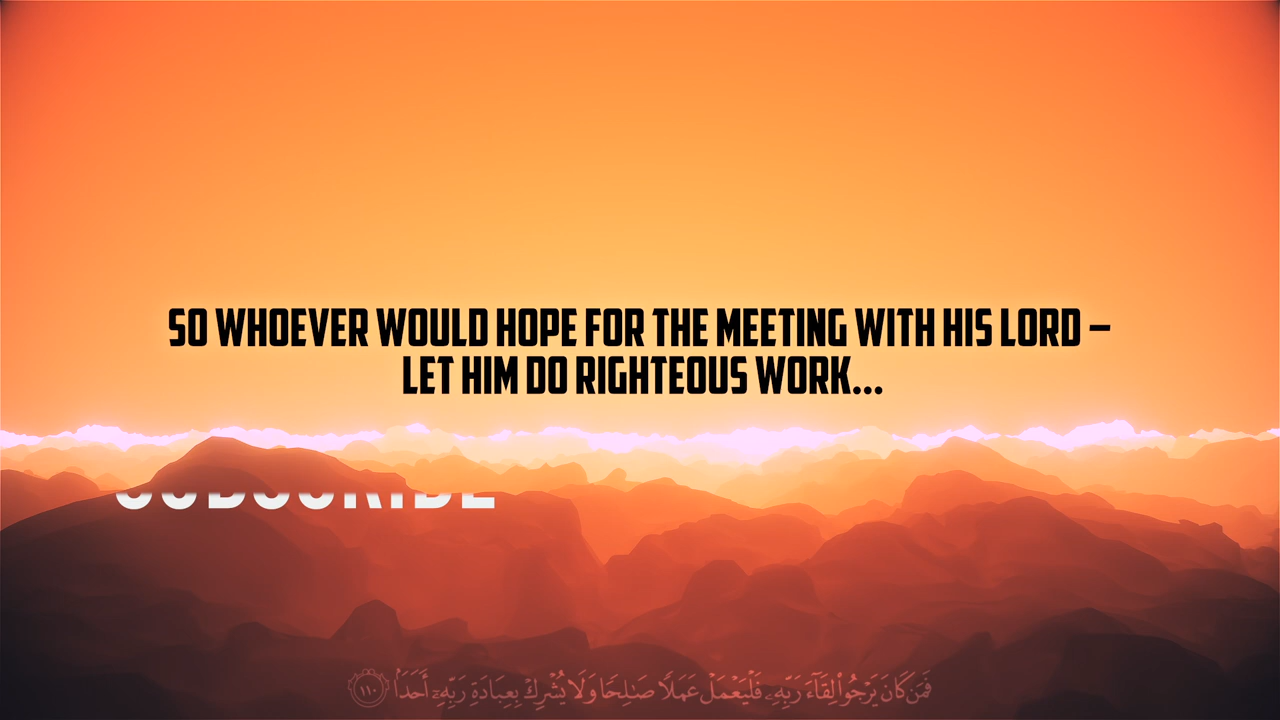 SO WHOEVER WOULD HOPE FOR THE MEETING WITH HIS LORD –
LET HIM DO RIGHTEOUS WORK...
SUBSCRIBE
فَمَن كَانَ يَرْجُوا۟ لِقَآءَ رَبِّهِۦ فَلْيَعْمَلْ عَمَلًا صَـٰلِحًا وَلَا يُشْرِكْ بِعِبَادَةِ رَبِّهِۦٓ أَحَدًۢا ١١٠